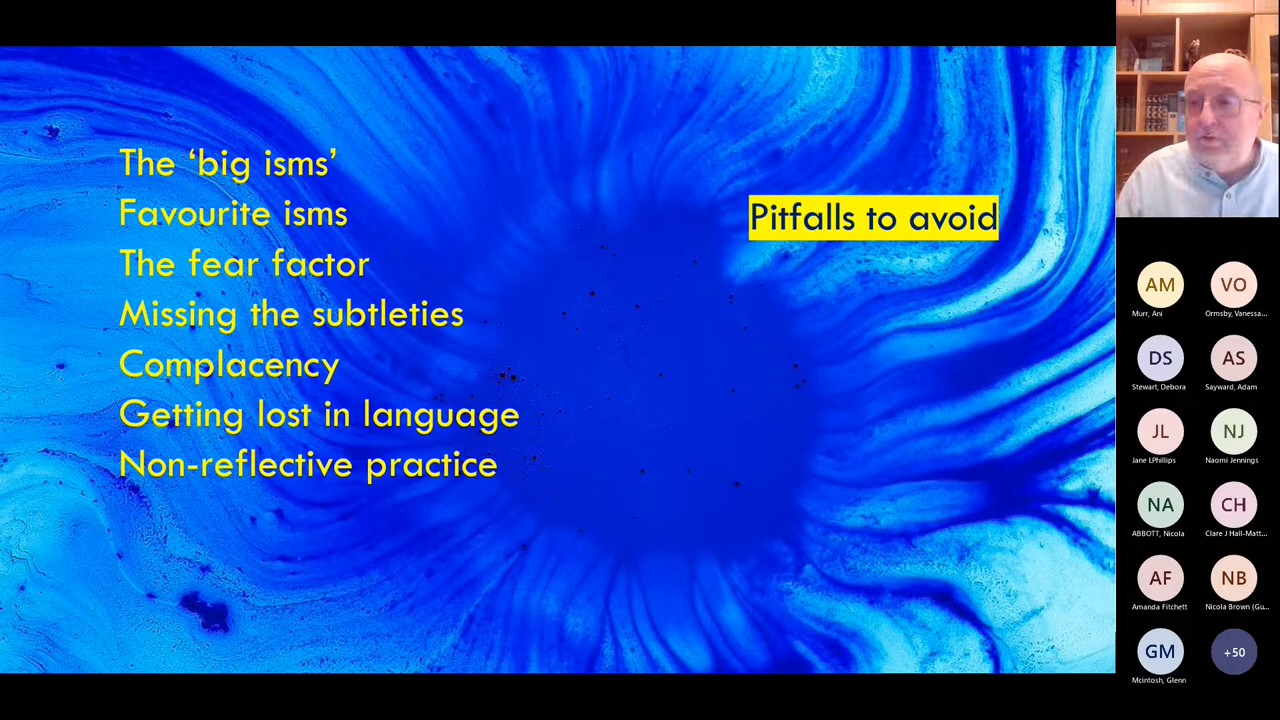 The ‘big isms’
Favourite isms
The fear factor
Missing the subtleties
Complacency
Getting lost in language
Non-reflective practice
Pitfalls to avoid
AM
Murr, Ani
VO
Ormsby, Vanessa...
DS
Stewart, Debora
AS
Sayward, Adam
JL
Jane LPhillips
NJ
Naomi Jennings
NA
ABBOTT, Nicola
CH
Clare J Hall-Matt...
AF
Amanda Fitchett
NB
Nicola Brown (Gu...
GM
Mcintosh, Glenn
+50